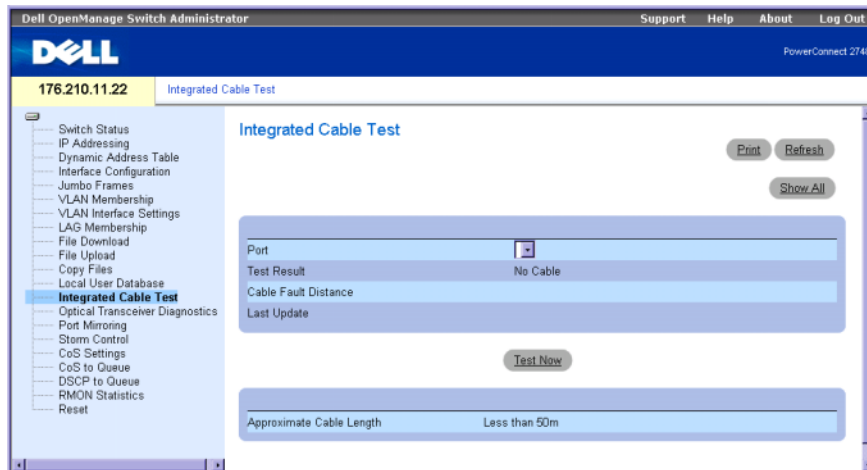 Dell OpenManage Switch Administrator Support Help About Log Out
DELL
PowerConnect 2748
176.210.11.22 Integrated Cable Test
Switch Status
IP Addressing
Dynamic Address Table
Interface Configuration
Jumbo Frames
VLAN Membership
VLAN Interface Settings
LAG Membership
File Download
File Upload
Copy Files
Local User Database
Integrated Cable Test
Optical Transceiver Diagnostics
Port Mirroring
Storm Control
CoS Settings
CoS to Queue
DSCP to Queue
RMON Statistics
Reset
Integrated Cable Test
Print Refresh
Show All
Port
Test Result No Cable
Cable Fault Distance
Last Update
Test Now
Approximate Cable Length Less than 50m